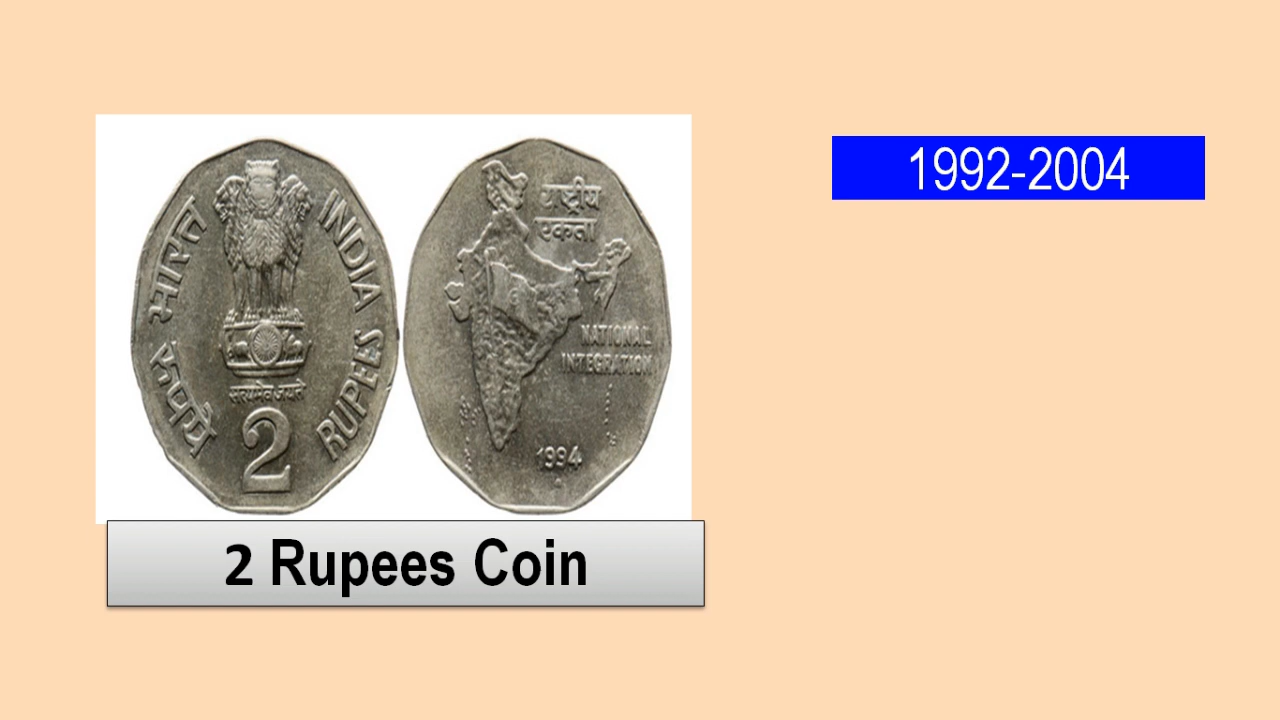 भारत
रुपये
INDIA
RUPEES
सत्यमेव जयते
2
राष्ट्रीय
एकता
NATIONAL
INTEGRATION
1994
2 Rupees Coin
1992-2004